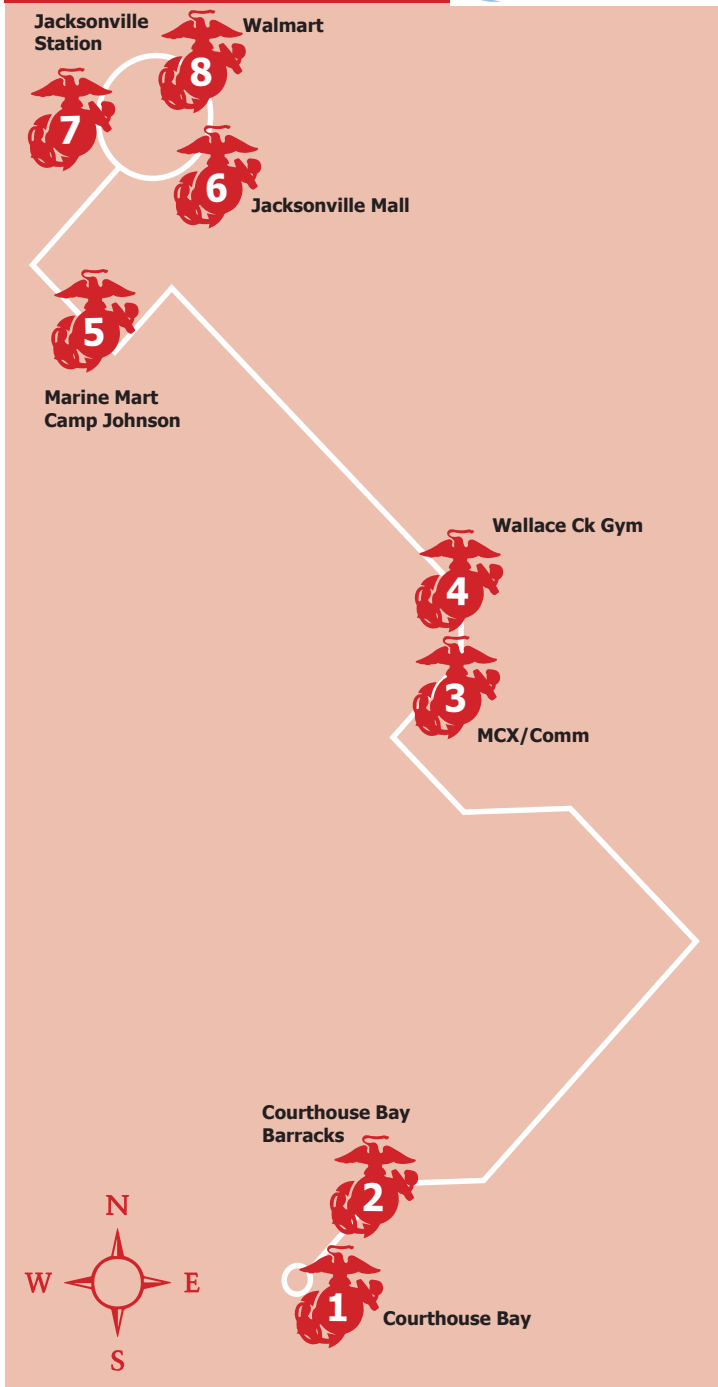 Jacksonville
Station
Walmart
8
7
6
Jacksonville Mall
5
Marine Mart
Camp Johnson
Wallace Ck Gym
4
3
MCX/Comm
Courthouse Bay
Barracks
2
N
W
E
S
1
Courthouse Bay